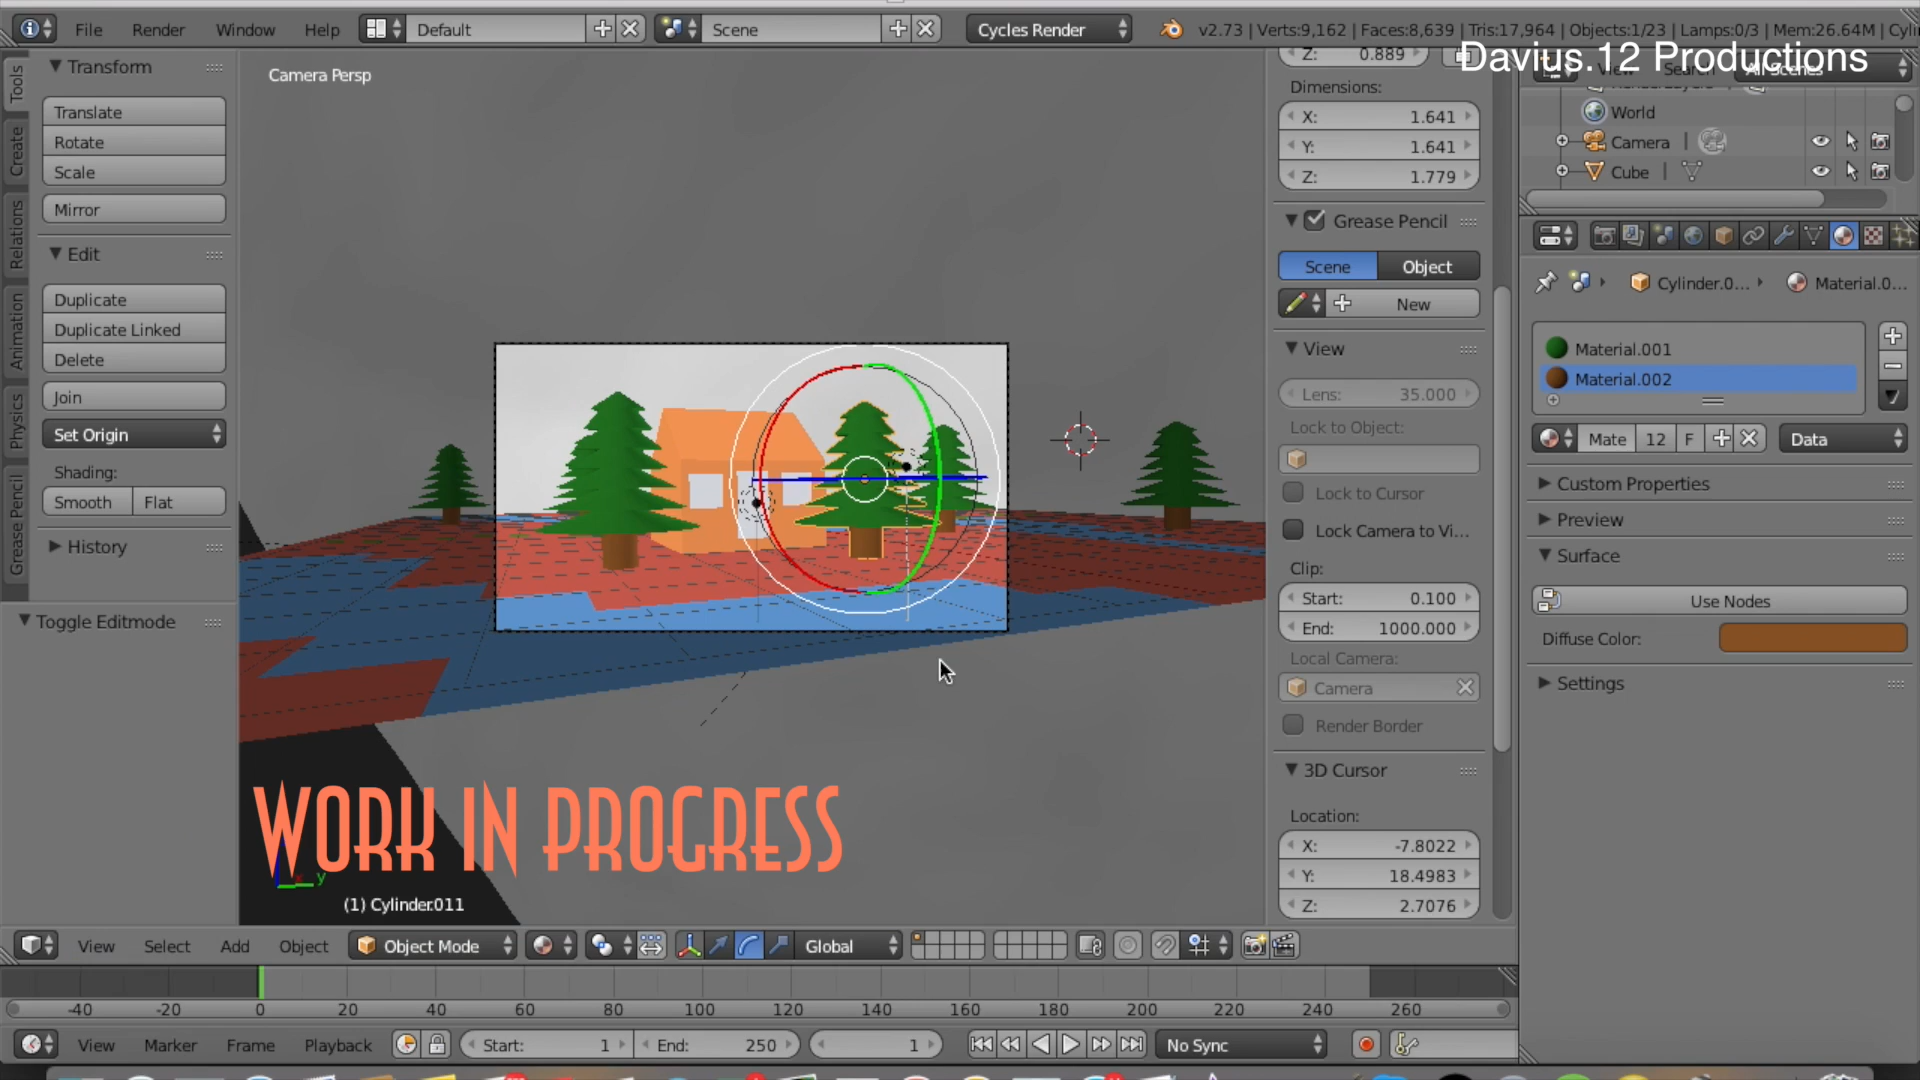 File Render Window Help Default Scene Cycles Render v2.73 | Verts:9,162 | Faces:8,639 | Tris:17,964 | Objects:1/23 | Lamps:0/3 | Mem:26.64M |
Davius.12 Productions
Tools
Create
Relations
Animation
Physics
Grease Pencil
Transform
Translate
Rotate
Scale
Mirror
Edit
Duplicate
Duplicate Linked
Delete
Join
Set Origin
Shading:
Smooth Flat
History
Toggle Editmode
Camera Persp
WORK IN PROGRESS
y
(1) Cylinder.011
Z: 0.889
Dimensions:
X: 1.641
Y: 1.641
Z: 1.779
Grease Pencil
Scene Object
New
View
Lens: 35.000
Lock to Object:
Lock to Cursor
Lock Camera to Vi...
Clip:
Start: 0.100
End: 1000.000
Local Camera:
Camera
Render Border
3D Cursor
Location:
X: -7.8022
Y: 18.4983
Z: 2.7076
View Search All Scenes
World
Camera
Cube
Cylinder.0... Material.0...
Material.001
Material.002
Mate 12 F Data
Custom Properties
Preview
Surface
Use Nodes
Diffuse Color:
Settings
View Select Add Object Object Mode Global
-40 -20 0 20 40 60 80 100 120 140 160 180 200 220 240 260
View Marker Frame Playback Start: 1 End: 250 1 No Sync